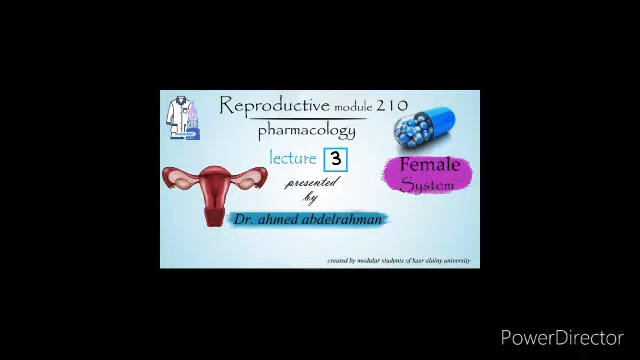 Reproductive module 210
pharmacology
lecture 3
Female
System
presented
by
Dr. ahmed abdelrahman
created by modular students of kasr alainy university
PowerDirector